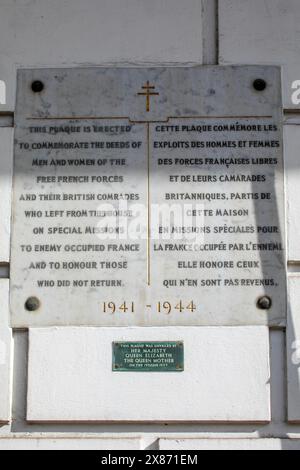 THIS PLAQUE IS ERECTED
TO COMMEMORATE THE DEEDS OF
MEN AND WOMEN OF THE
FREE FRENCH FORCES
AND THEIR BRITISH COMRADES
WHO LEFT FROM THIS HOUSE
ON SPECIAL MISSIONS
TO ENEMY OCCUPIED FRANCE
AND TO HONOUR THOSE
WHO DID NOT RETURN.
CETTE PLAQUE COMMÉMORE LES
EXPLOITS DES HOMMES ET FEMMES
DES FORCES FRANÇAISES LIBRES
ET DE LEURS CAMARADES
BRITANNIQUES, PARTIS DE
CETTE MAISON
EN MISSIONS SPÉCIALES POUR
LA FRANCE OCCUPÉE PAR L'ENNEMI.
ELLE HONORE CEUX
QUI N'EN SONT PAS REVENUS.
1941 - 1944
THIS PLAQUE WAS UNVEILED BY
HER MAJESTY
QUEEN ELIZABETH
THE QUEEN MOTHER